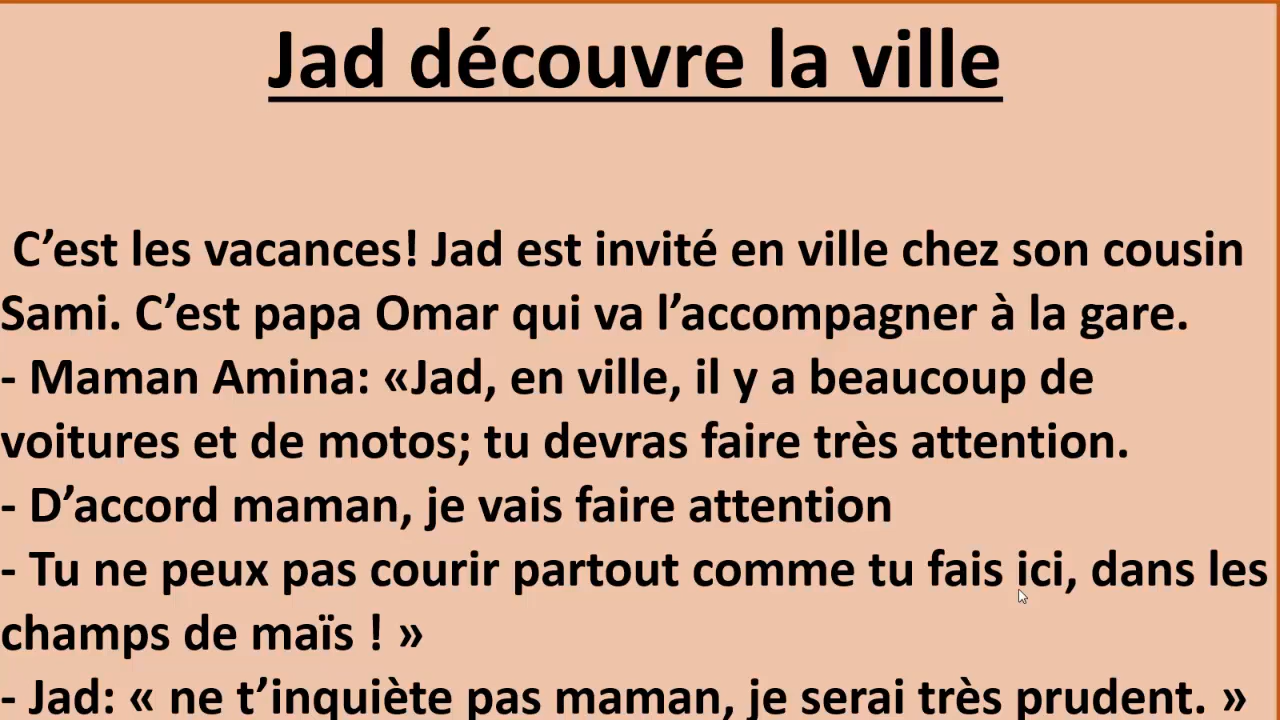 Jad découvre la ville
C’est les vacances! Jad est invité en ville chez son cousin
Sami. C’est papa Omar qui va l’accompagner à la gare.
- Maman Amina: «Jad, en ville, il y a beaucoup de
voitures et de motos; tu devras faire très attention.
- D’accord maman, je vais faire attention
- Tu ne peux pas courir partout comme tu fais ici, dans les
champs de maïs ! »
- Jad: « ne t’inquiète pas maman, je serai très prudent. »